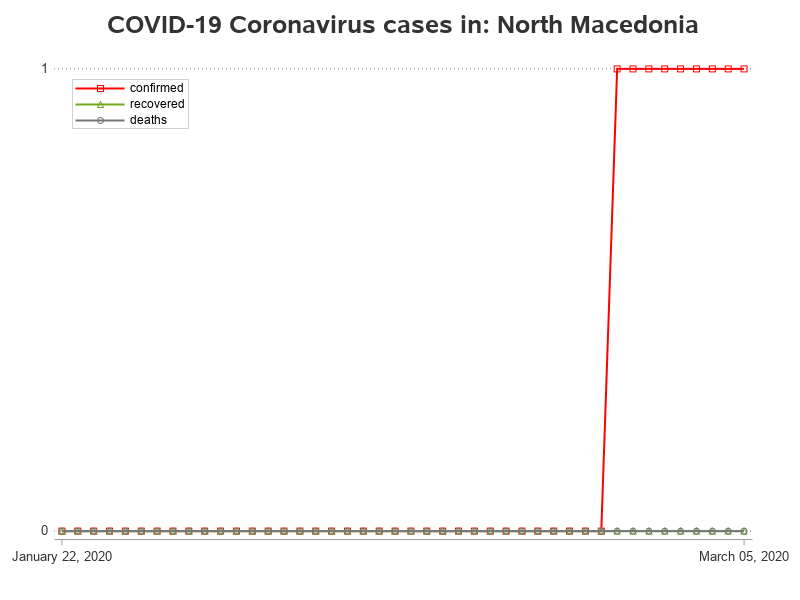 COVID-19 Coronavirus cases in: North Macedonia
1
confirmed
recovered
deaths
0
January 22, 2020
March 05, 2020